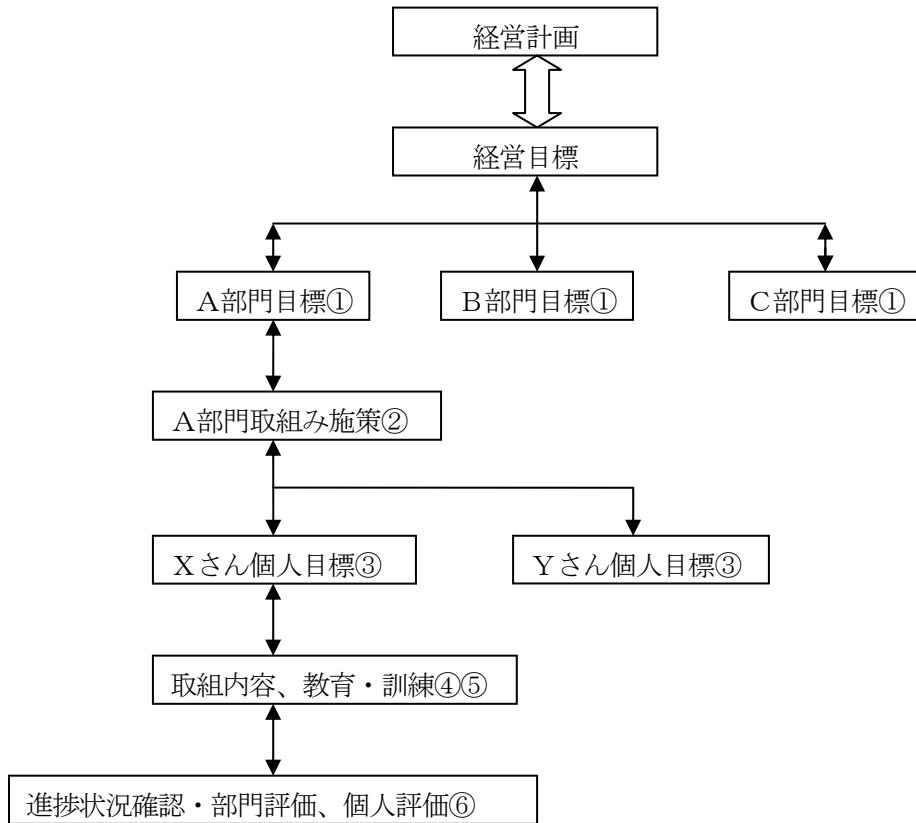 経営計画
経営目標
A部門目標①
B部門目標①
C部門目標①
A部門取組み施策②
Xさん個人目標③
Yさん個人目標③
取組内容、教育・訓練④⑤
進捗状況確認・部門評価、個人評価⑥